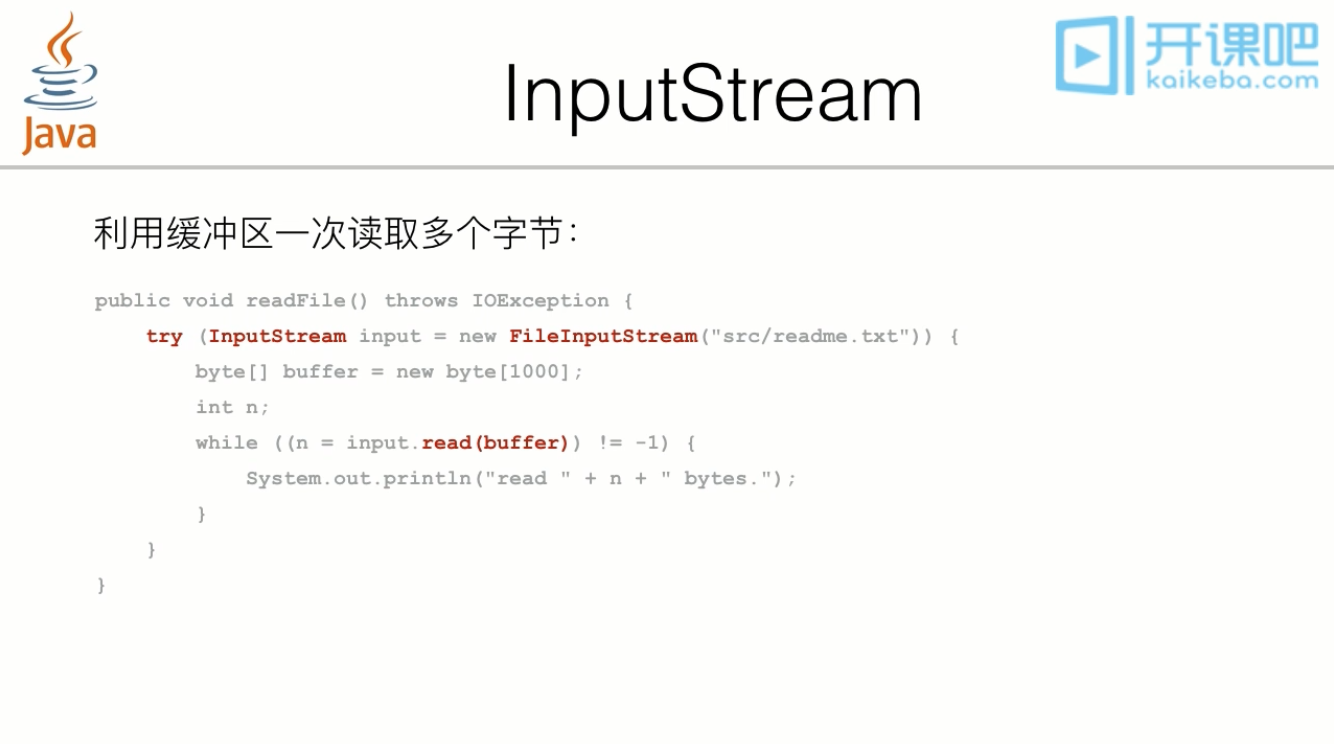 Java
InputStream
开课吧
kaikeba.com
利用缓冲区一次读取多个字节：
public void readFile() throws IOException {
    try (InputStream input = new FileInputStream("src/readme.txt")) {
        byte[] buffer = new byte[1000];
        int n;
        while ((n = input.read(buffer)) != -1) {
            System.out.println("read " + n + " bytes.");
        }
    }
}